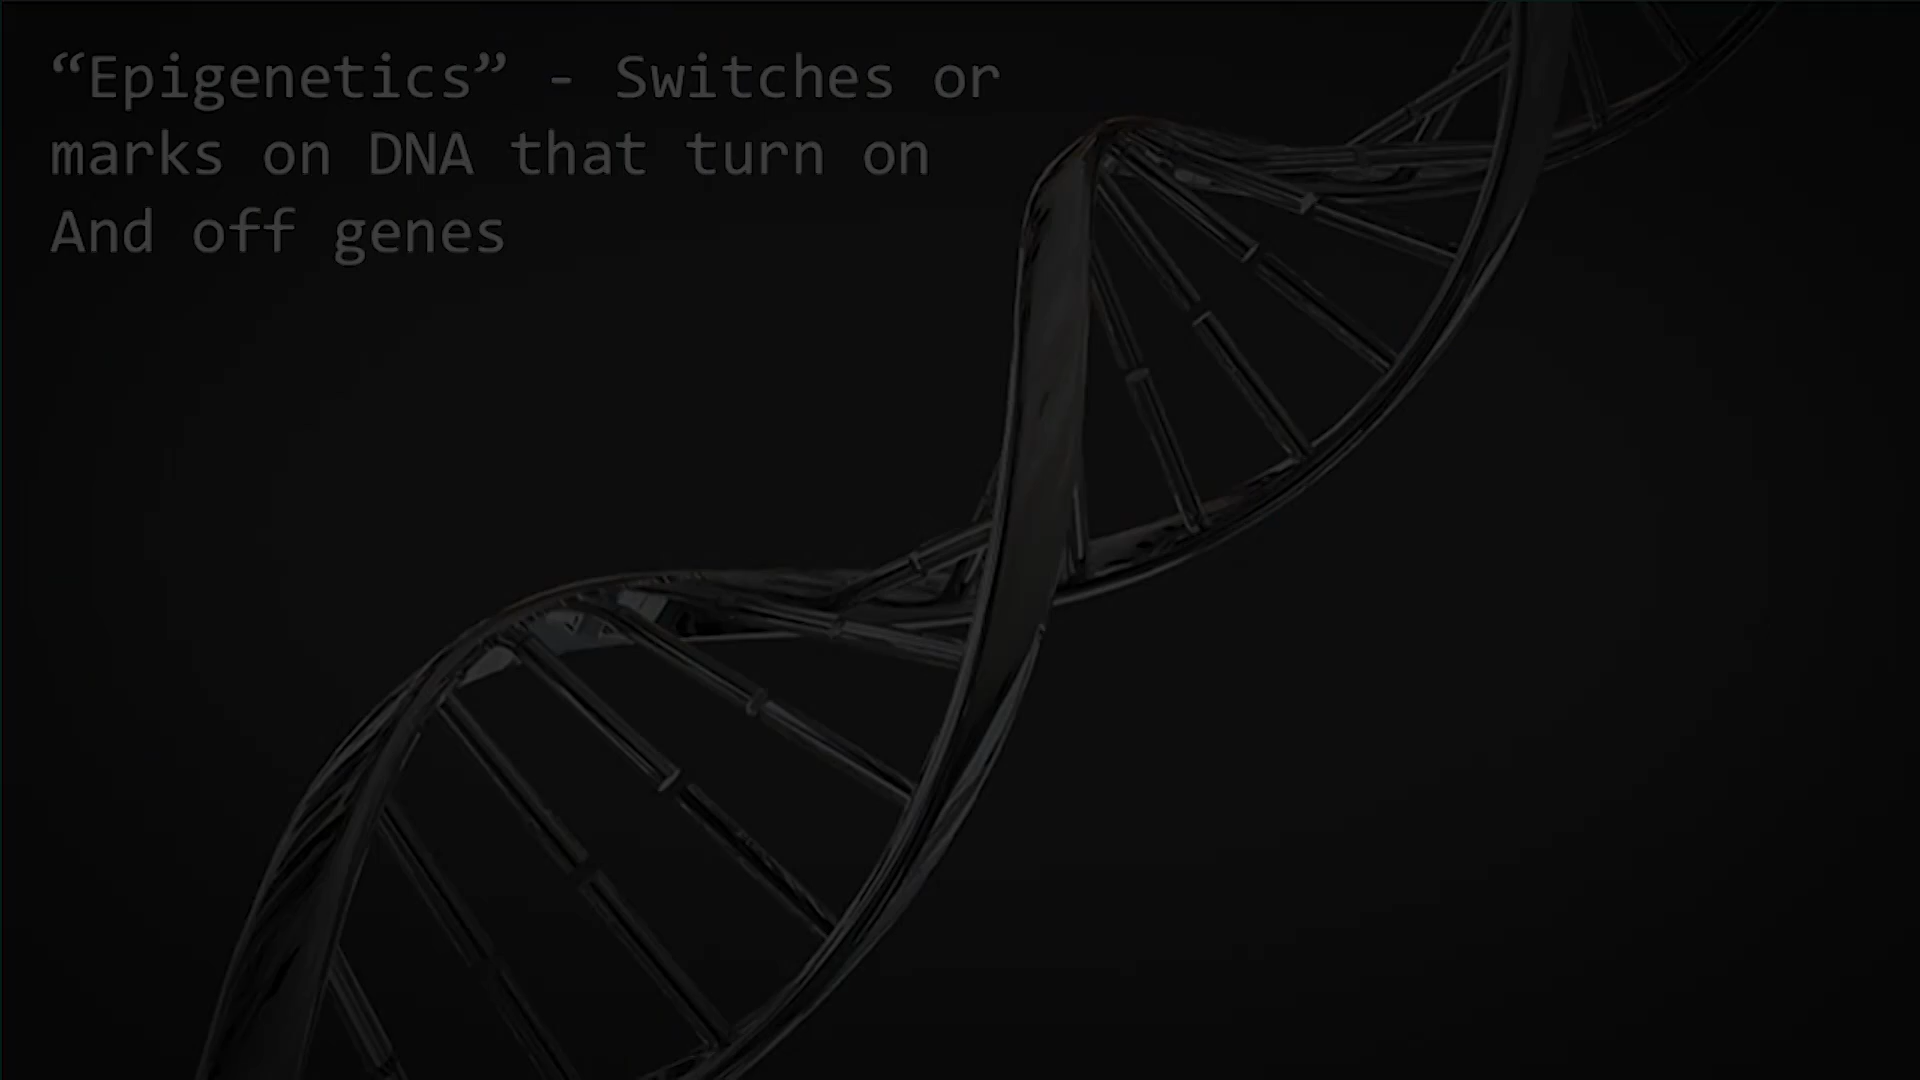 “Epigenetics” - Switches or
marks on DNA that turn on
And off genes